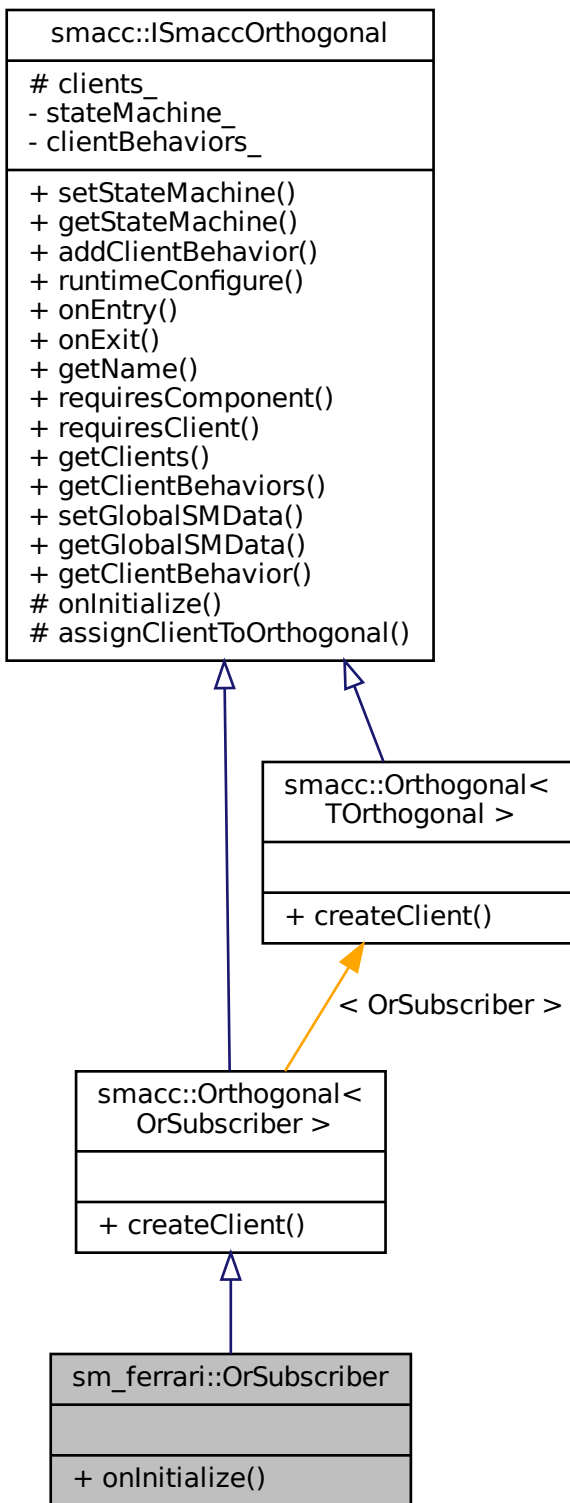 smacc::ISmaccOrthogonal
# clients_
- stateMachine_
- clientBehaviors_
+ setStateMachine()
+ getStateMachine()
+ addClientBehavior()
+ runtimeConfigure()
+ onEntry()
+ onExit()
+ getName()
+ requiresComponent()
+ requiresClient()
+ getClients()
+ getClientBehaviors()
+ setGlobalSMData()
+ getGlobalSMData()
+ getClientBehavior()
# onInitialize()
# assignClientToOrthogonal()
smacc::Orthogonal<
TOrthogonal >
+ createClient()
< OrSubscriber >
smacc::Orthogonal<
OrSubscriber >
+ createClient()
sm_ferrari::OrSubscriber
+ onInitialize()